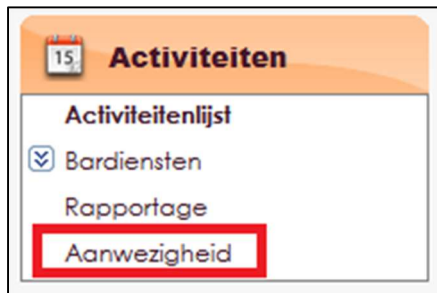 15
Activiteiten
Activiteitenlijst
Bardiensten
Rapportage
Aanwezigheid